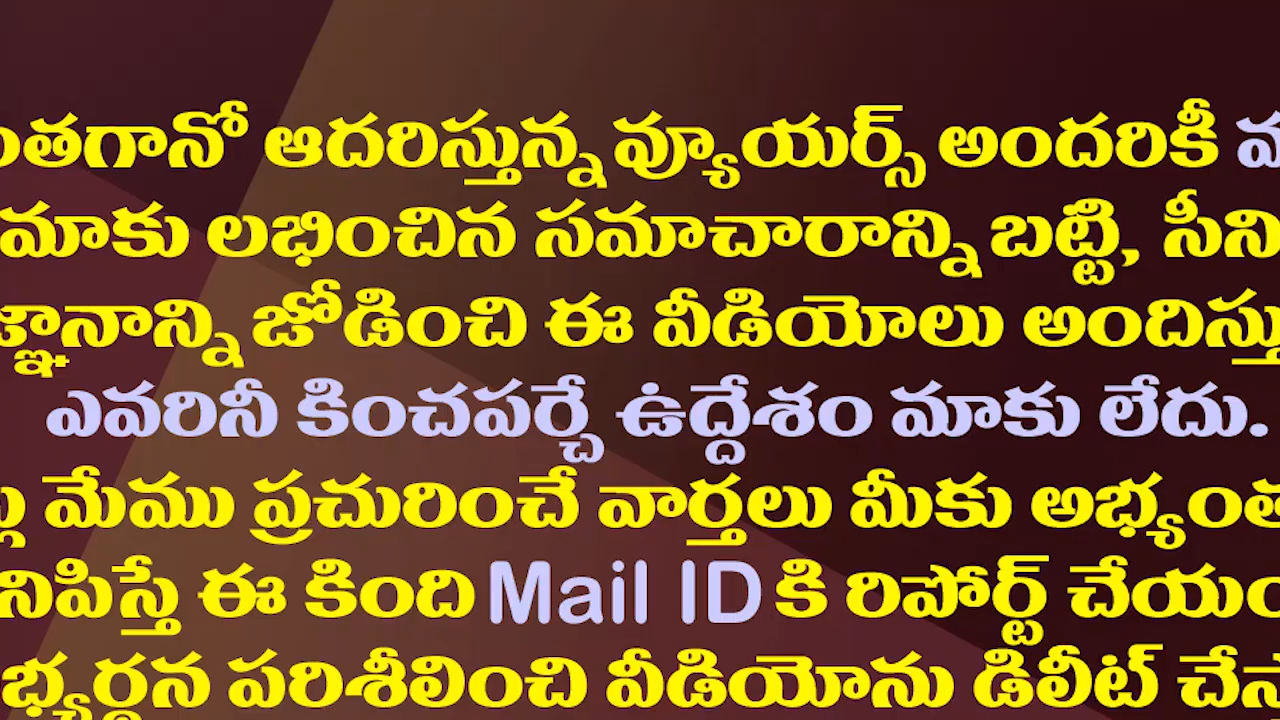 ంతగానో ఆదరిస్తున్న వ్యూయర్స్ అందరికీ
మాకు లభించిన సమాచారాన్ని బట్టి, సీని
జ్ఞానాన్ని జోడించి ఈ వీడియోలు అందిస్తు
ఎవరినీ కించపర్చే ఉద్దేశం మాకు లేదు.
మేము ప్రచురించే వార్తలు మీకు అభ్యంత
నిపిస్తే ఈ కింది Mail ID కి రిపోర్ట్ చేయం
భ్యర్థన పరిశీలించి వీడియోను డిలీట్ చేస